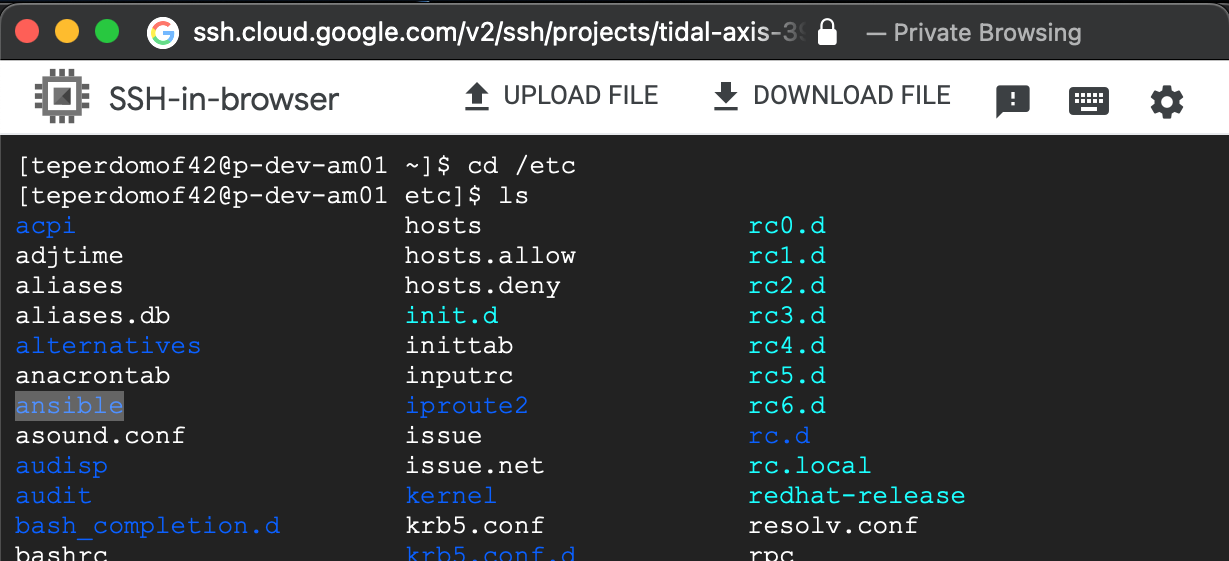 ssh.cloud.google.com/v2/ssh/projects/tidal-axis-39 — Private Browsing
SSH-in-browser UPLOAD FILE DOWNLOAD FILE
[teperdomof42@p-dev-am01 ~]$ cd /etc
[teperdomof42@p-dev-am01 etc]$ ls
acpi hosts rc0.d
adjtime hosts.allow rc1.d
aliases hosts.deny rc2.d
aliases.db init.d rc3.d
alternatives inittab rc4.d
anacrontab inputrc rc5.d
ansible iproute2 rc6.d
asound.conf issue rc.d
audisp issue.net rc.local
audit kernel redhat-release
bash_completion.d krb5.conf resolv.conf
bashrc krb5.conf.d rpc